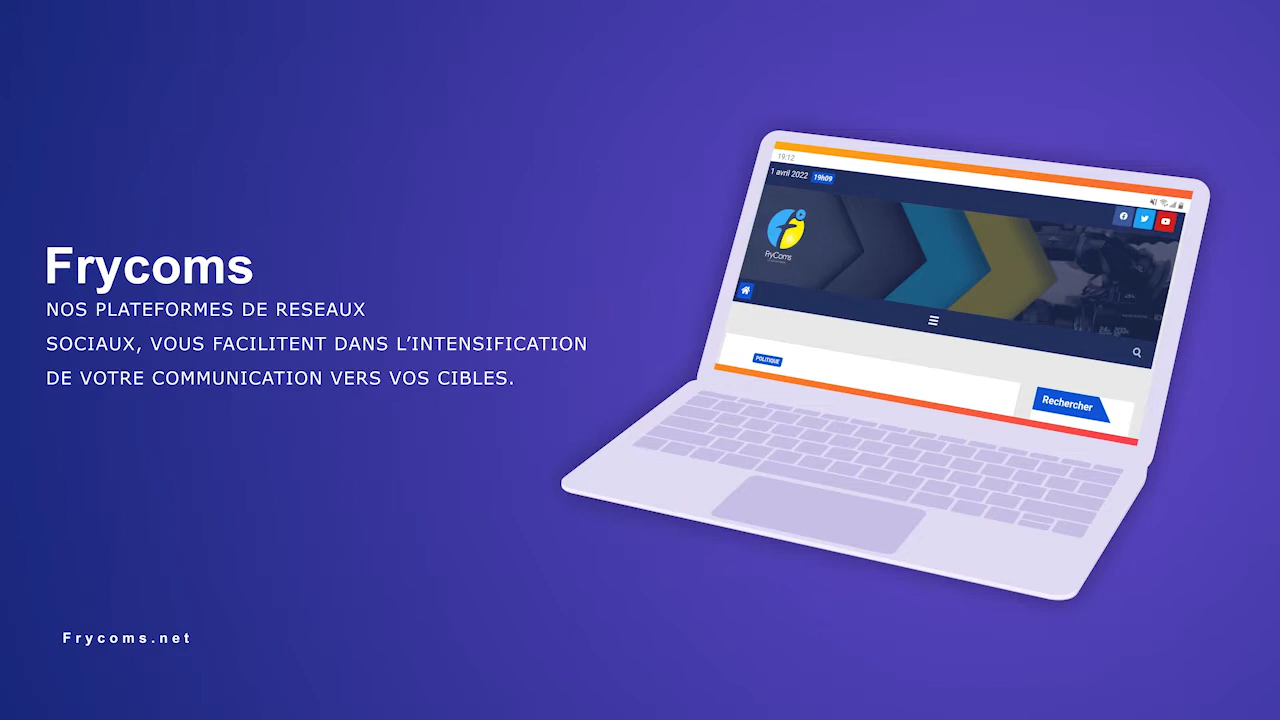 Frycoms
NOS PLATEFORMES DE RESEAUX
SOCIAUX, VOUS FACILITENT DANS L’INTENSIFICATION
DE VOTRE COMMUNICATION VERS VOS CIBLES.
Frycoms.net
19:12
1 avril 2022 19h09
FryComs
POLITIQUE
Rechercher